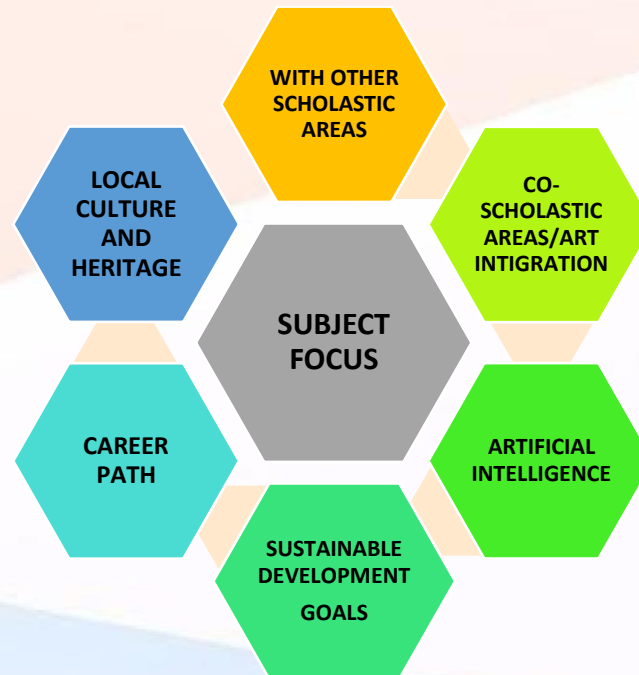 WITH OTHER
SCHOLASTIC
AREAS
LOCAL
CULTURE
AND
HERITAGE
CO-
SCHOLASTIC
AREAS/ART
INTIGRATION
SUBJECT
FOCUS
CAREER
PATH
ARTIFICIAL
INTELLIGENCE
SUSTAINABLE
DEVELOPMENT
GOALS